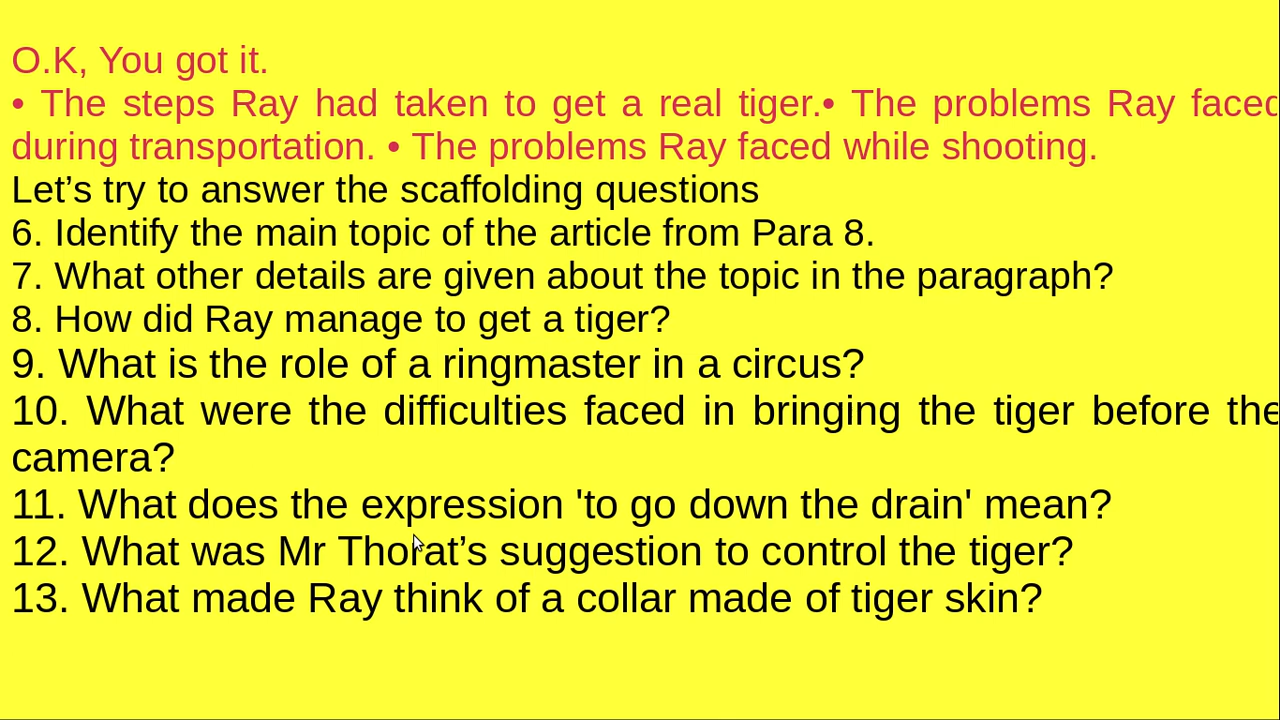 O.K, You got it.
• The steps Ray had taken to get a real tiger.• The problems Ray faced
during transportation. • The problems Ray faced while shooting.
Let’s try to answer the scaffolding questions
6. Identify the main topic of the article from Para 8.
7. What other details are given about the topic in the paragraph?
8. How did Ray manage to get a tiger?
9. What is the role of a ringmaster in a circus?
10. What were the difficulties faced in bringing the tiger before the
camera?
11. What does the expression 'to go down the drain' mean?
12. What was Mr Thorat’s suggestion to control the tiger?
13. What made Ray think of a collar made of tiger skin?